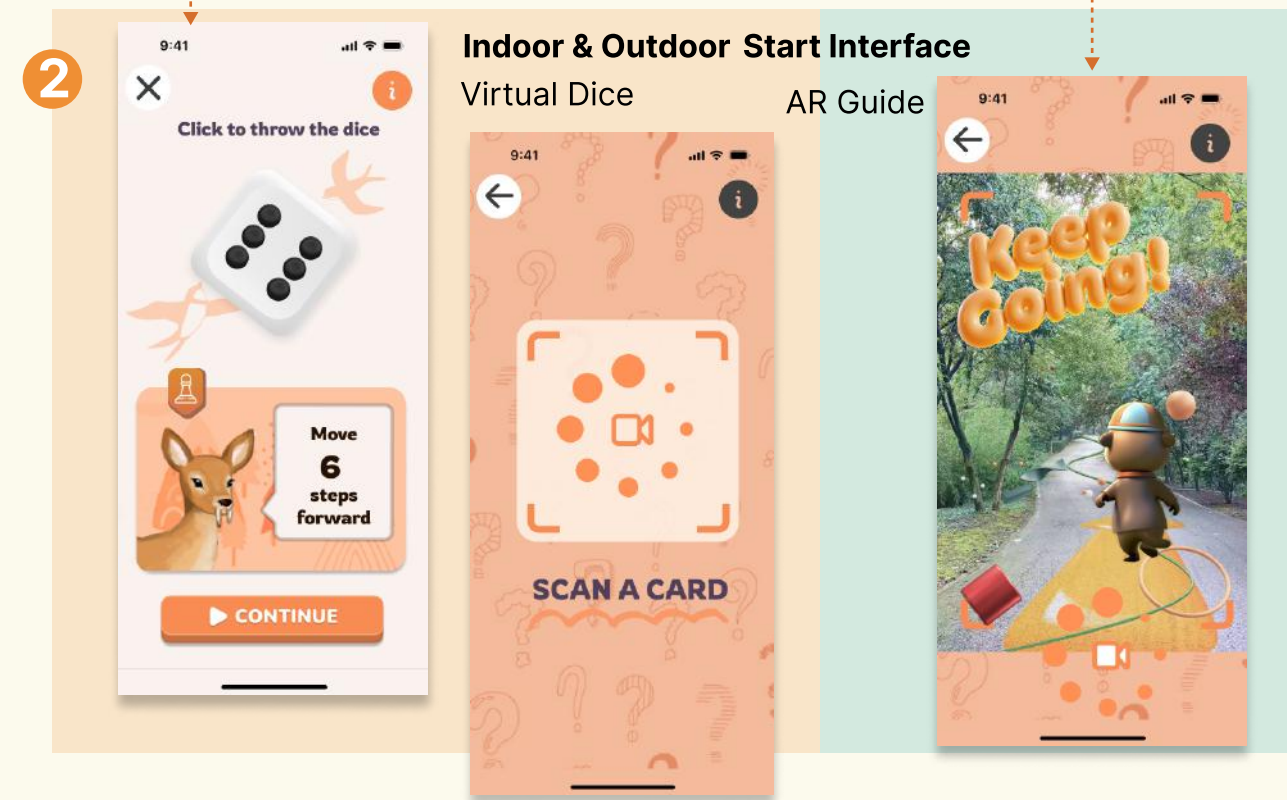 2
Indoor & Outdoor Start Interface
Virtual Dice
AR Guide
9:41
i
Click to throw the dice
Move
6
steps
forward
CONTINUE
9:41
i
SCAN A CARD
9:41
i
Keep
Going!